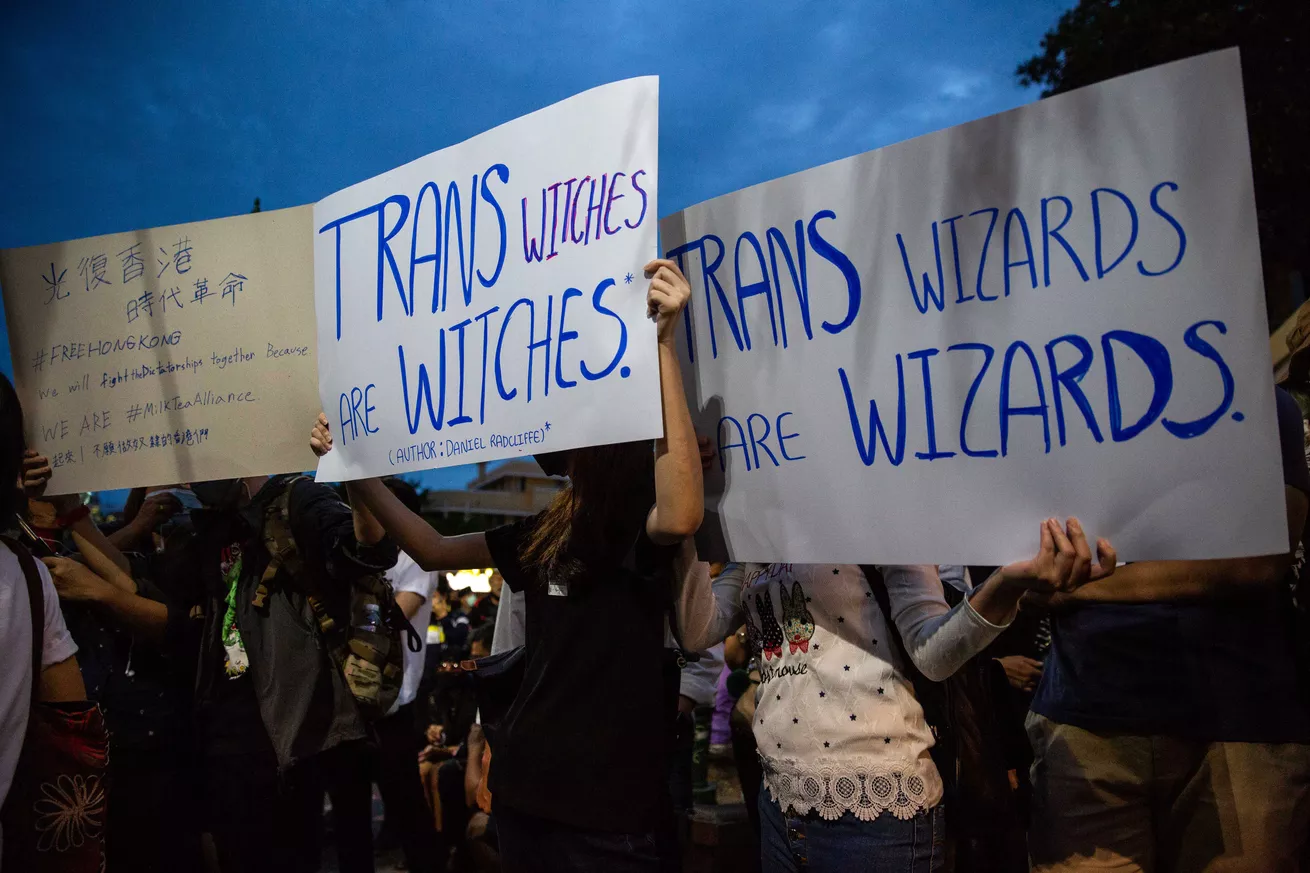 光復香港
時代革命
#FREEHONGKONG
We will fight the Dictatorships together Because
WE ARE #MilkTeaAlliance.
起來!不願做奴隸的香港們
TRANS WITCHES
ARE WITCHES.*
(AUTHOR: DANIEL RADCLIFFE)*
TRANS WIZARDS
ARE WIZARDS.